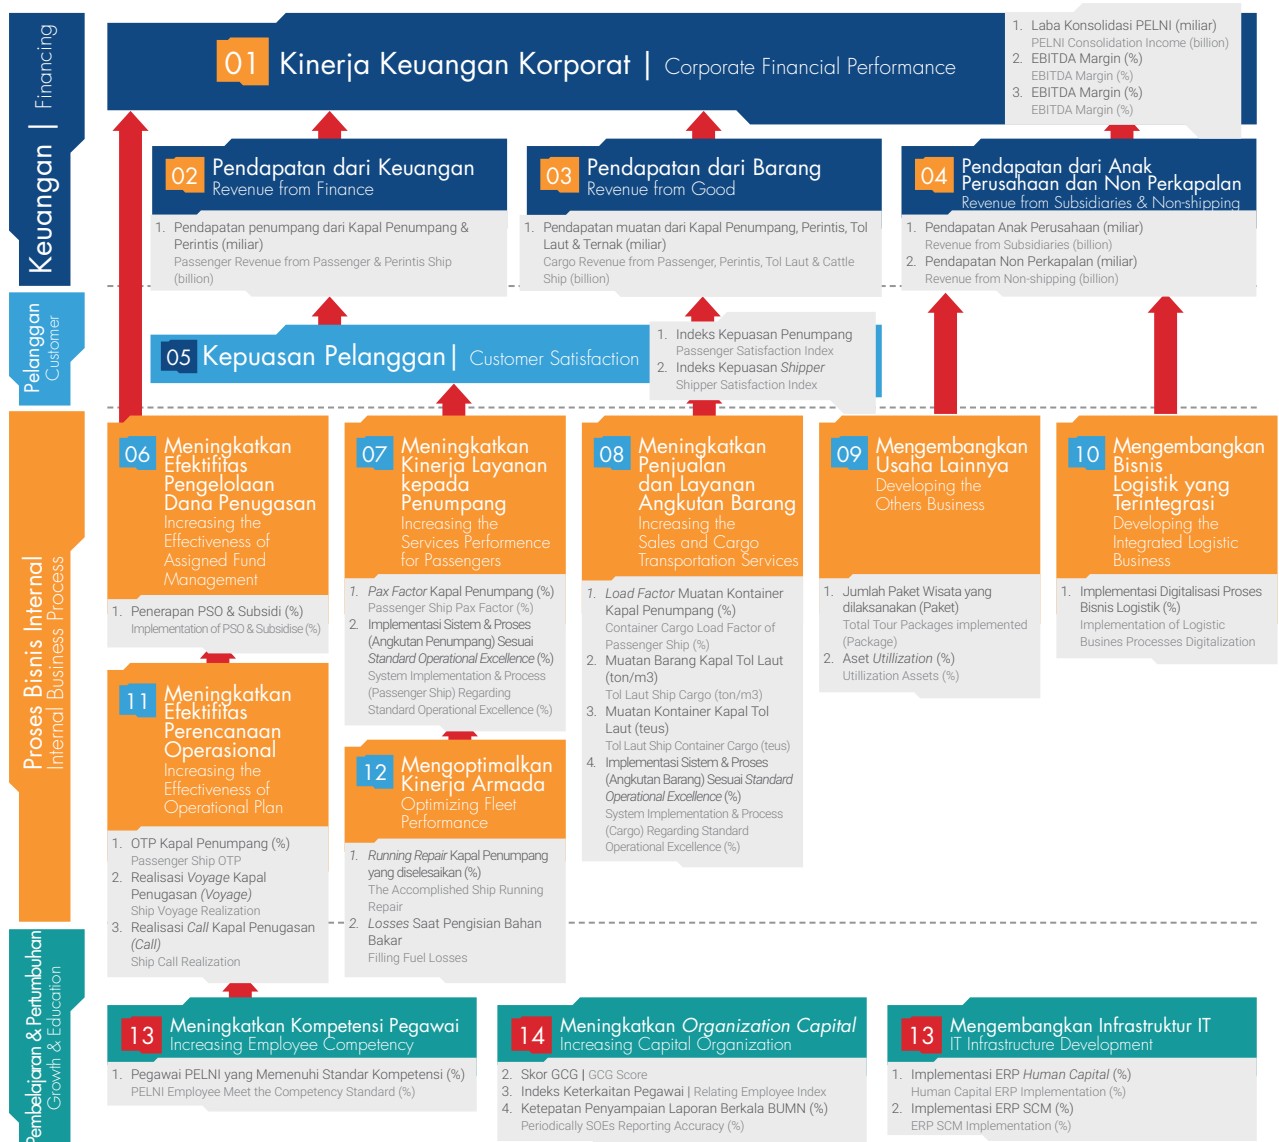 Keuangan | Financing
01 Kinerja Keuangan Korporat | Corporate Financial Performance
1. Laba Konsolidasi PELNI (miliar)
PELNI Consolidation Income (billion)
2. EBITDA Margin (%)
EBITDA Margin (%)
3. EBITDA Margin (%)
EBITDA Margin (%)
02 Pendapatan dari Keuangan
Revenue from Finance
1. Pendapatan penumpang dari Kapal Penumpang &
Perintis (miliar)
Passenger Revenue from Passenger & Perintis Ship
(billion)
03 Pendapatan dari Barang
Revenue from Good
1. Pendapatan muatan dari Kapal Penumpang, Perintis, Tol
Laut & Ternak (miliar)
Cargo Revenue from Passenger, Perintis, Tol Laut & Cattle
Ship (billion)
04 Pendapatan dari Anak
Perusahaan dan Non Perkapalan
Revenue from Subsidiaries & Non-shipping
1. Pendapatan Anak Perusahaan (miliar)
Revenue from Subsidiaries (billion)
2. Pendapatan Non Perkapalan (miliar)
Revenue from Non-shipping (billion)
Pelanggan
Customer
05 Kepuasan Pelanggan| Customer Satisfaction
1. Indeks Kepuasan Penumpang
Passenger Satisfaction Index
2. Indeks Kepuasan Shipper
Shipper Satisfaction Index
Proses Bisnis Internal
Internal Business Process
06 Meningkatkan
Efektifitas
Pengelolaan
Dana Penugasan
Increasing the
Effectiveness of
Assigned Fund
Management
1. Penerapan PSO & Subsidi (%)
Implementation of PSO & Subsidise (%)
07 Meningkatkan
Kinerja Layanan
kepada
Penumpang
Increasing the
Services Performence
for Passengers
1. Pax Factor Kapal Penumpang (%)
Passenger Ship Pax Factor (%)
2. Implementasi Sistem & Proses
(Angkutan Penumpang) Sesuai
Standard Operational Excellence (%)
System Implementation & Process
(Passenger Ship) Regarding
Standard Operational Excellence (%)
08 Meningkatkan
Penjualan
dan Layanan
Angkutan Barang
Increasing the
Sales and Cargo
Transportation Services
1. Load Factor Muatan Kontainer
Kapal Penumpang (%)
Container Cargo Load Factor of
Passenger Ship (%)
2. Muatan Barang Kapal Tol Laut
(ton/m3)
Tol Laut Ship Cargo (ton/m3)
3. Muatan Kontainer Kapal Tol
Laut (teus)
Tol Laut Ship Container Cargo (teus)
4. Implementasi Sistem & Proses
(Angkutan Barang) Sesuai Standard
Operational Excellence (%)
System Implementation & Process
(Cargo) Regarding Standard
Operational Excellence (%)
09 Mengembangkan
Usaha Lainnya
Developing the
Others Business
1. Jumlah Paket Wisata yang
dilaksanakan (Paket)
Total Tour Packages implemented
(Package)
2. Aset Utillization (%)
Utillization Assets (%)
10 Mengembangkan
Bisnis
Logistik yang
Terintegrasi
Developing the
Integrated Logistic
Business
1. Implementasi Digitalisasi Proses
Bisnis Logistik (%)
Implementation of Logistic
Busines Processes Digitalization
11 Meningkatkan
Efektifitas
Perencanaan
Operasional
Increasing the
Effectiveness of
Operational Plan
1. OTP Kapal Penumpang (%)
Passenger Ship OTP
2. Realisasi Voyage Kapal
Penugasan (Voyage)
Ship Voyage Realization
3. Realisasi Call Kapal Penugasan
(Call)
Ship Call Realization
12 Mengoptimalkan
Kinerja Armada
Optimizing Fleet
Performance
1. Running Repair Kapal Penumpang
yang diselesaikan (%)
The Accomplished Ship Running
Repair
2. Losses Saat Pengisian Bahan
Bakar
Filling Fuel Losses
Pembelajaran & Pertumbuhan
Growth & Education
13 Meningkatkan Kompetensi Pegawai
Increasing Employee Competency
1. Pegawai PELNI yang Memenuhi Standar Kompetensi (%)
PELNI Employee Meet the Competency Standard (%)
14 Meningkatkan Organization Capital
Increasing Capital Organization
2. Skor GCG | GCG Score
3. Indeks Keterkaitan Pegawai | Relating Employee Index
4. Ketepatan Penyampaian Laporan Berkala BUMN (%)
Periodically SOEs Reporting Accuracy (%)
13 Mengembangkan Infrastruktur IT
IT Infrastructure Development
1. Implementasi ERP Human Capital (%)
Human Capital ERP Implementation (%)
2. Implementasi ERP SCM (%)
ERP SCM Implementation (%)